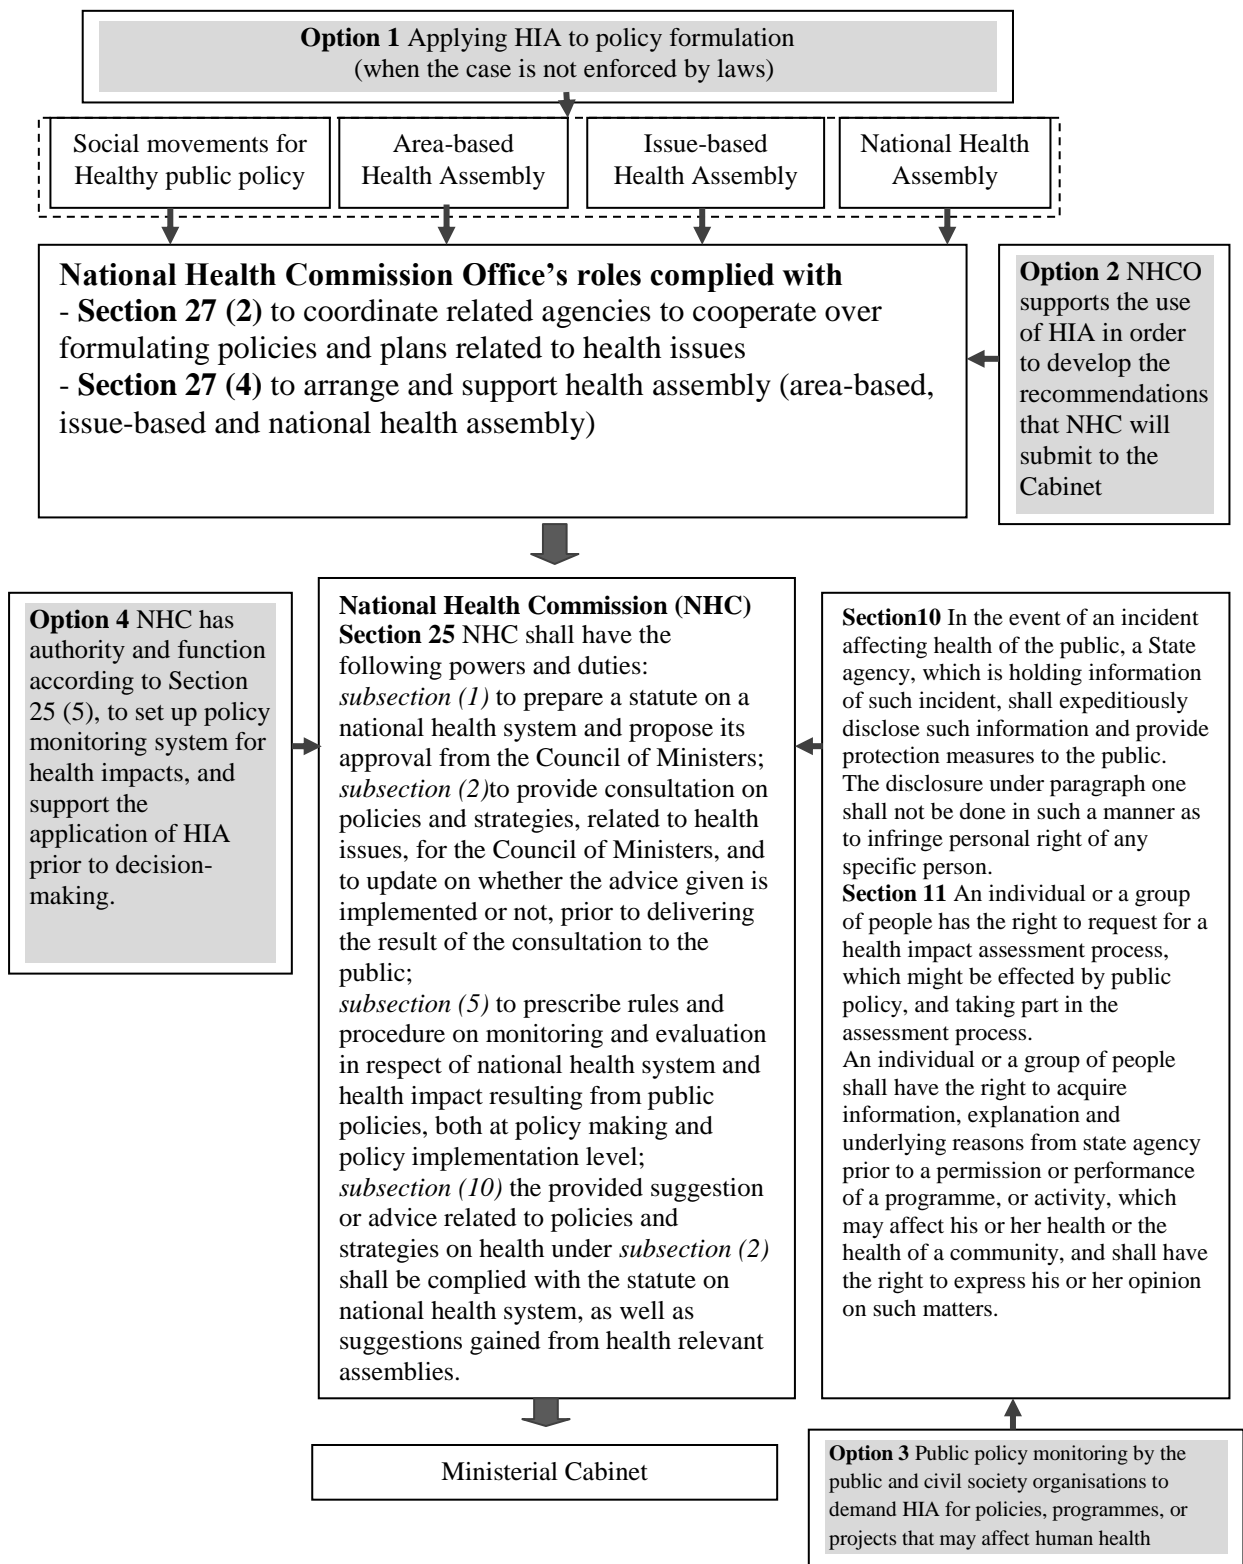 Option 1 Applying HIA to policy formulation
(when the case is not enforced by laws)
Social movements for
Healthy public policy
Area-based
Health Assembly
Issue-based
Health Assembly
National Health
Assembly
National Health Commission Office's roles complied with
- Section 27 (2) to coordinate related agencies to cooperate over
formulating policies and plans related to health issues
- Section 27 (4) to arrange and support health assembly (area-based,
issue-based and national health assembly)
Option 2 NHCO
supports the use
of HIA in order
to develop the
recommendations
that NHC will
submit to the
Cabinet
Option 4 NHC has
authority and function
according to Section
25 (5), to set up policy
monitoring system for
health impacts, and
support the
application of HIA
prior to decision-
making.
National Health Commission (NHC)
Section 25 NHC shall have the
following powers and duties:
subsection (1) to prepare a statute on a
national health system and propose its
approval from the Council of Ministers;
subsection (2)to provide consultation on
policies and strategies, related to health
issues, for the Council of Ministers, and
to update on whether the advice given is
implemented or not, prior to delivering
the result of the consultation to the
public;
subsection (5) to prescribe rules and
procedure on monitoring and evaluation
in respect of national health system and
health impact resulting from public
policies, both at policy making and
policy implementation level;
subsection (10) the provided suggestion
or advice related to policies and
strategies on health under subsection (2)
shall be complied with the statute on
national health system, as well as
suggestions gained from health relevant
assemblies.
Section10 In the event of an incident
affecting health of the public, a State
agency, which is holding information
of such incident, shall expeditiously
disclose such information and provide
protection measures to the public.
The disclosure under paragraph one
shall not be done in such a manner as
to infringe personal right of any
specific person.
Section 11 An individual or a group
of people has the right to request for a
health impact assessment process,
which might be effected by public
policy, and taking part in the
assessment process.
An individual or a group of people
shall have the right to acquire
information, explanation and
underlying reasons from state agency
prior to a permission or performance
of a programme, or activity, which
may affect his or her health or the
health of a community, and shall have
the right to express his or her opinion
on such matters.
Ministerial Cabinet
Option 3 Public policy monitoring by the
public and civil society organisations to
demand HIA for policies, programmes, or
projects that may affect human health